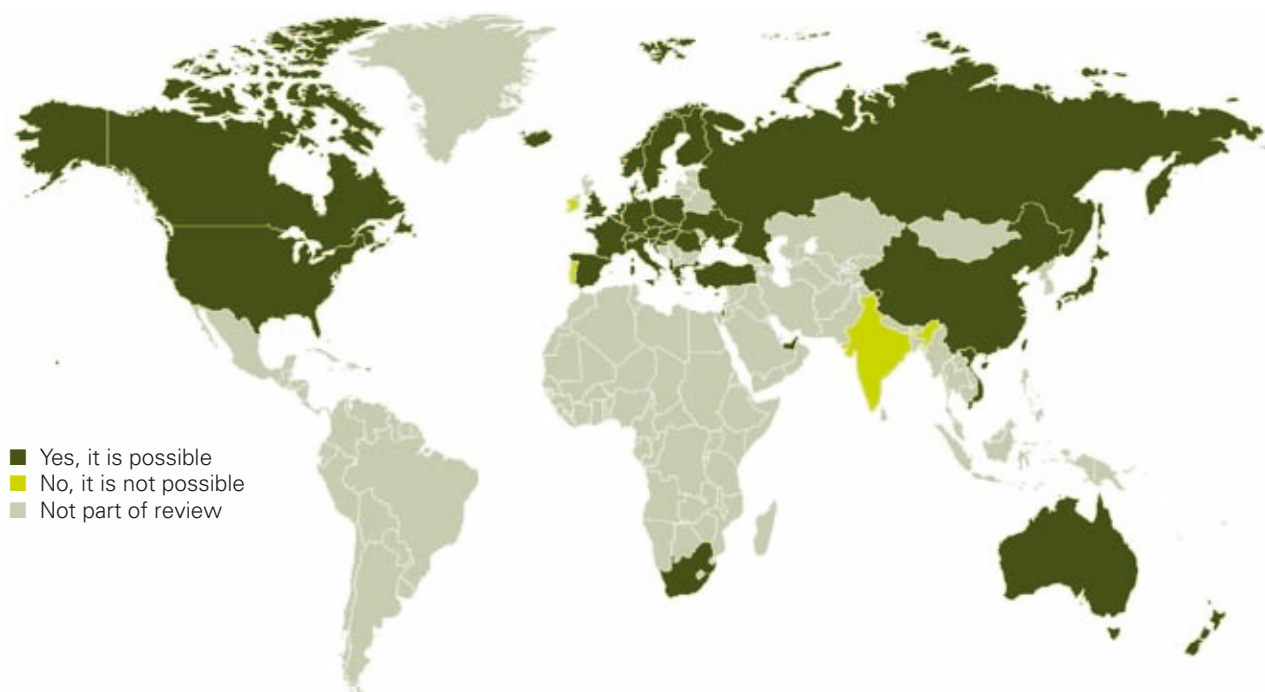 Yes, it is possible
No, it is not possible
Not part of review